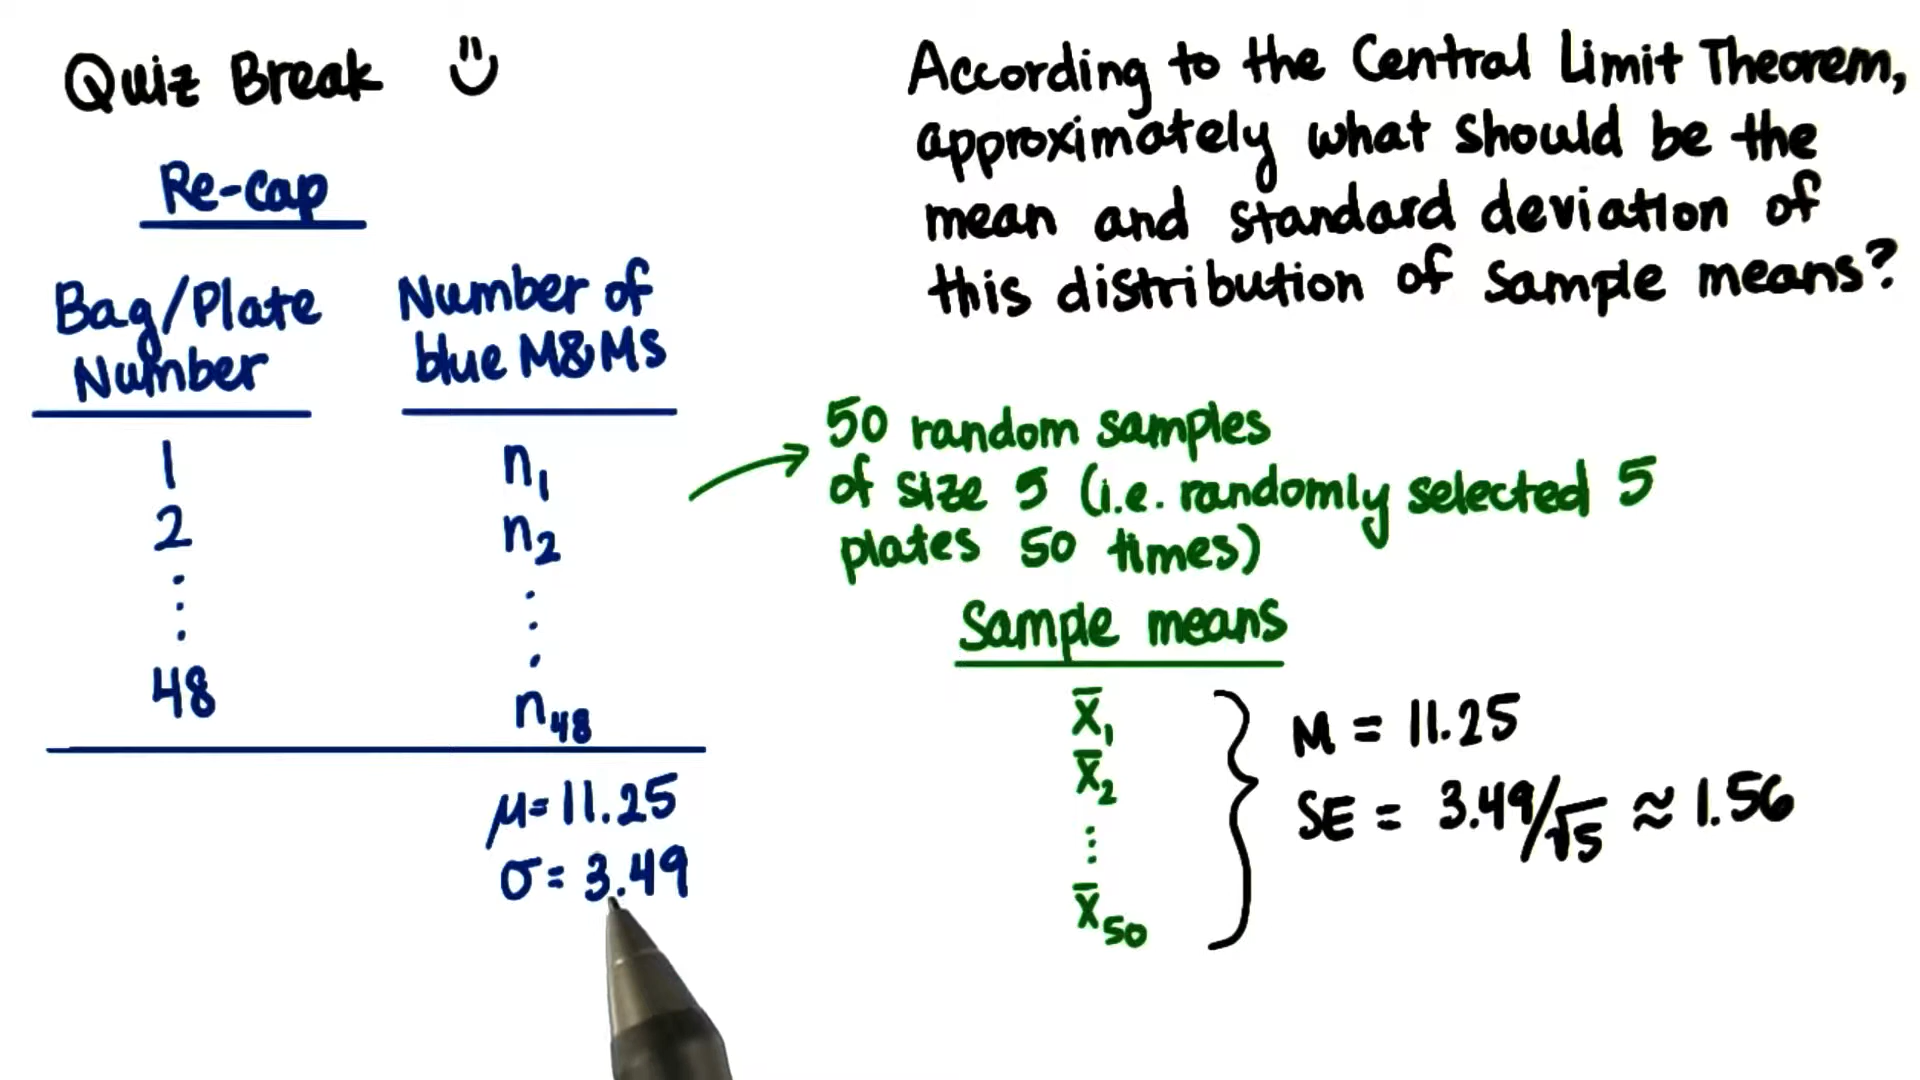 Quiz Break
Re-cap
Bag/Plate
Number
Number of
blue M&Ms
1
n1
2
n2
48
n48
μ=11.25
σ=3.49
According to the Central Limit Theorem,
approximately what should be the
mean and standard deviation of
this distribution of sample means?
50 random samples
of size 5 (i.e. randomly selected 5
plates 50 times)
Sample means
x̄1
x̄2
⋮
x̄50
M = 11.25
SE = 3.49/√5 ≈ 1.56